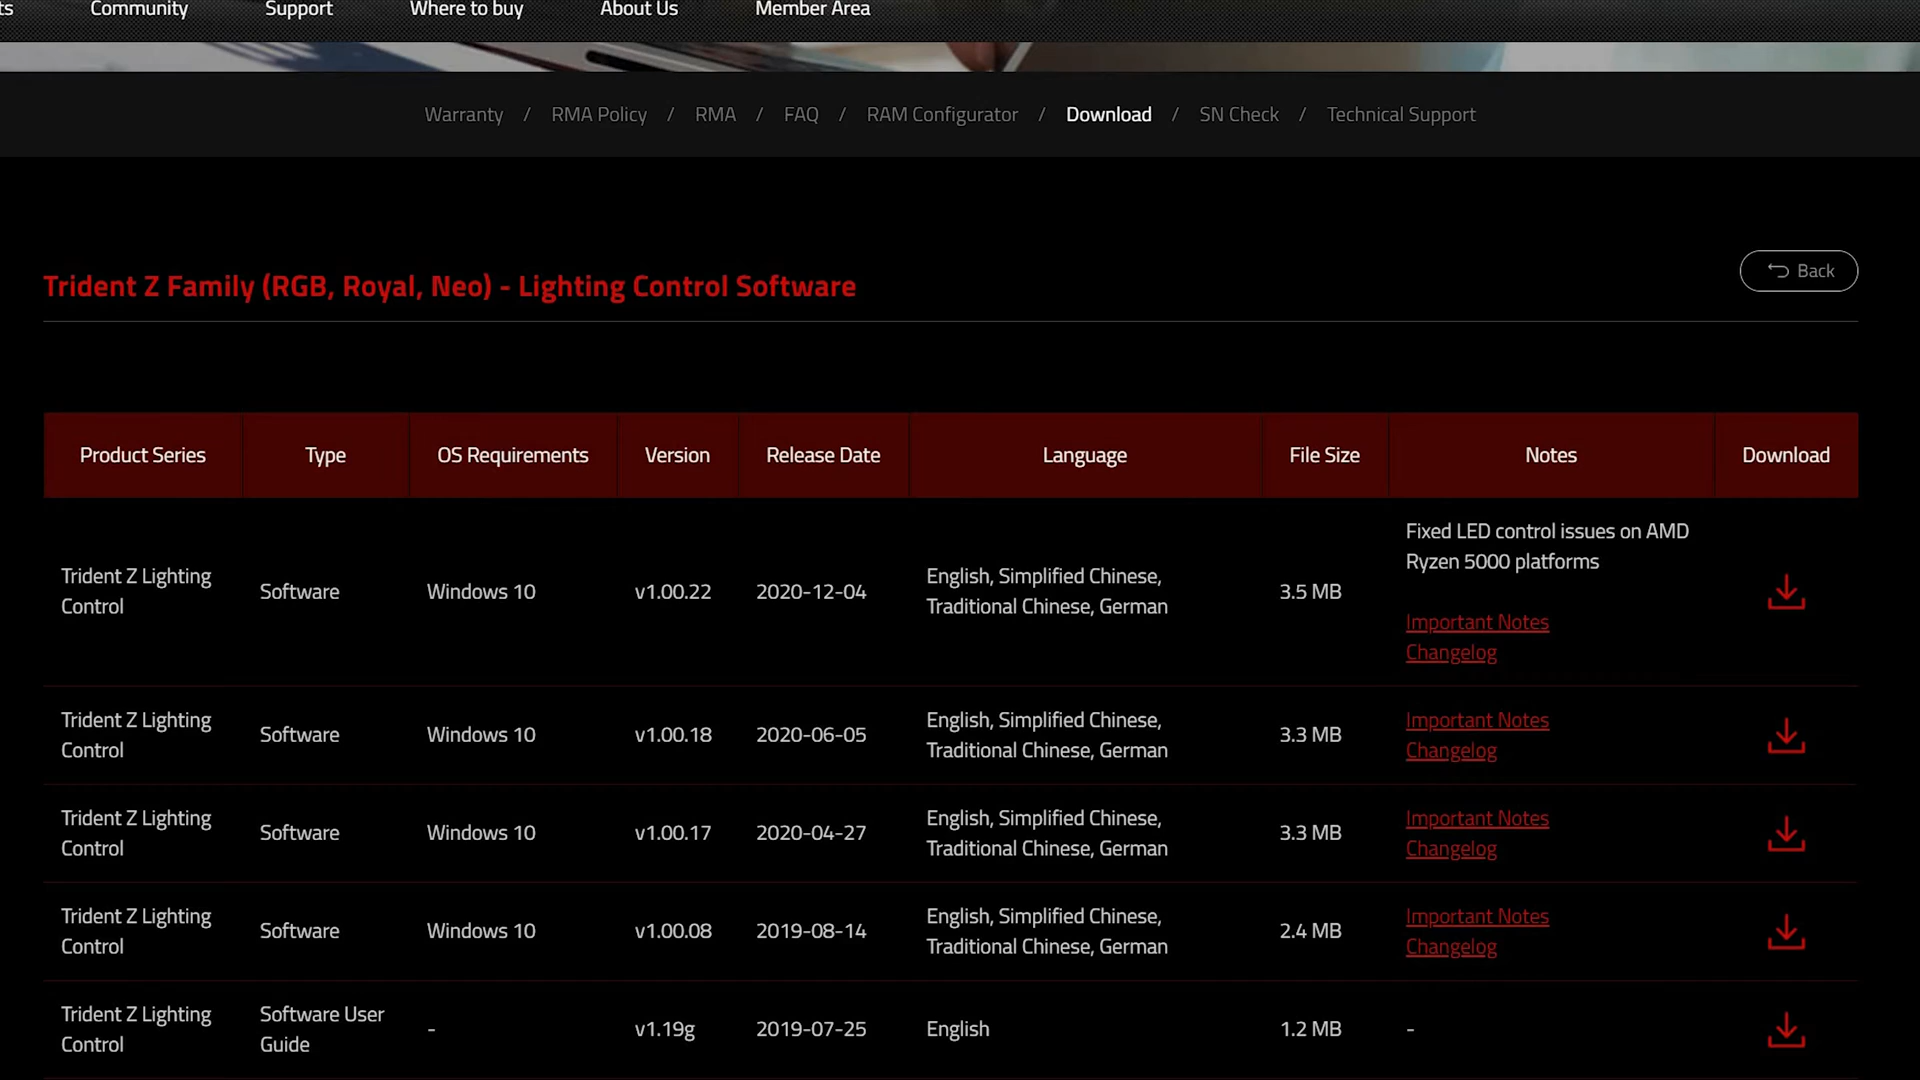 ts Community Support Where to buy About Us Member Area
Warranty / RMA Policy / RMA / FAQ / RAM Configurator / Download / SN Check / Technical Support
Back
Trident Z Family (RGB, Royal, Neo) - Lighting Control Software
Product Series Type OS Requirements Version Release Date Language File Size Notes Download
Trident Z Lighting
Control
Software
Windows 10
v1.00.22
2020-12-04
English, Simplified Chinese,
Traditional Chinese, German
3.5 MB
Fixed LED control issues on AMD
Ryzen 5000 platforms
Important Notes
Changelog
Trident Z Lighting
Control
Software
Windows 10
v1.00.18
2020-06-05
English, Simplified Chinese,
Traditional Chinese, German
3.3 MB
Important Notes
Changelog
Trident Z Lighting
Control
Software
Windows 10
v1.00.17
2020-04-27
English, Simplified Chinese,
Traditional Chinese, German
3.3 MB
Important Notes
Changelog
Trident Z Lighting
Control
Software
Windows 10
v1.00.08
2019-08-14
English, Simplified Chinese,
Traditional Chinese, German
2.4 MB
Important Notes
Changelog
Trident Z Lighting
Control
Software User
Guide
-
v1.19g
2019-07-25
English
1.2 MB
-